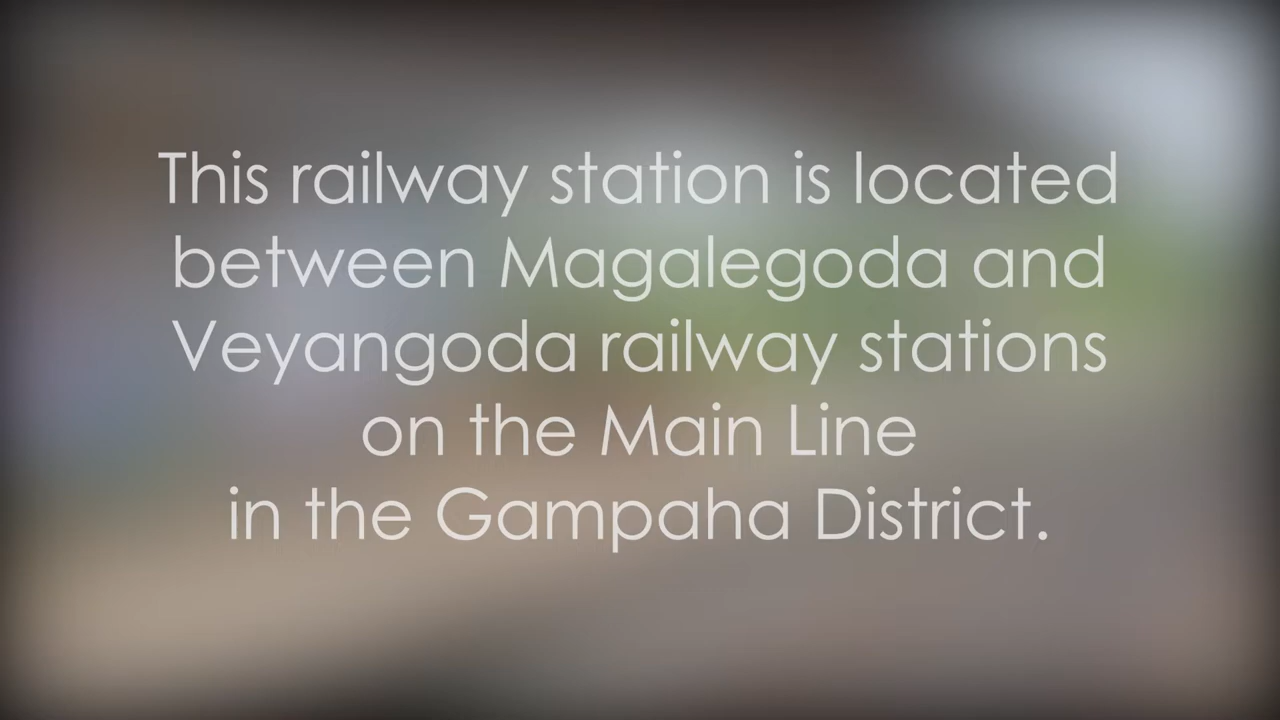 This railway station is located
between Magalegoda and
Veyangoda railway stations
on the Main Line
in the Gampaha District.